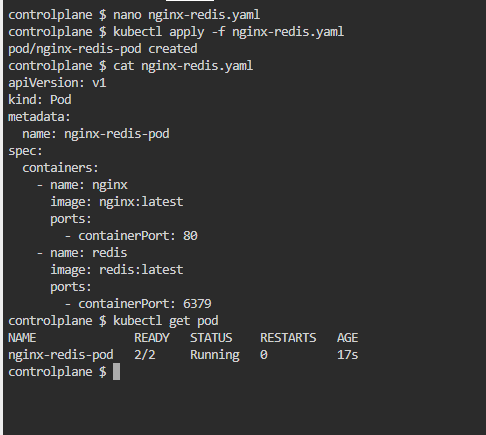 controlplane $ nano nginx-redis.yaml
controlplane $ kubectl apply -f nginx-redis.yaml
pod/nginx-redis-pod created
controlplane $ cat nginx-redis.yaml
apiVersion: v1
kind: Pod
metadata:
  name: nginx-redis-pod
spec:
  containers:
    - name: nginx
      image: nginx:latest
      ports:
        - containerPort: 80
    - name: redis
      image: redis:latest
      ports:
        - containerPort: 6379
controlplane $ kubectl get pod
NAME              READY   STATUS    RESTARTS   AGE
nginx-redis-pod   2/2     Running   0          17s
controlplane $